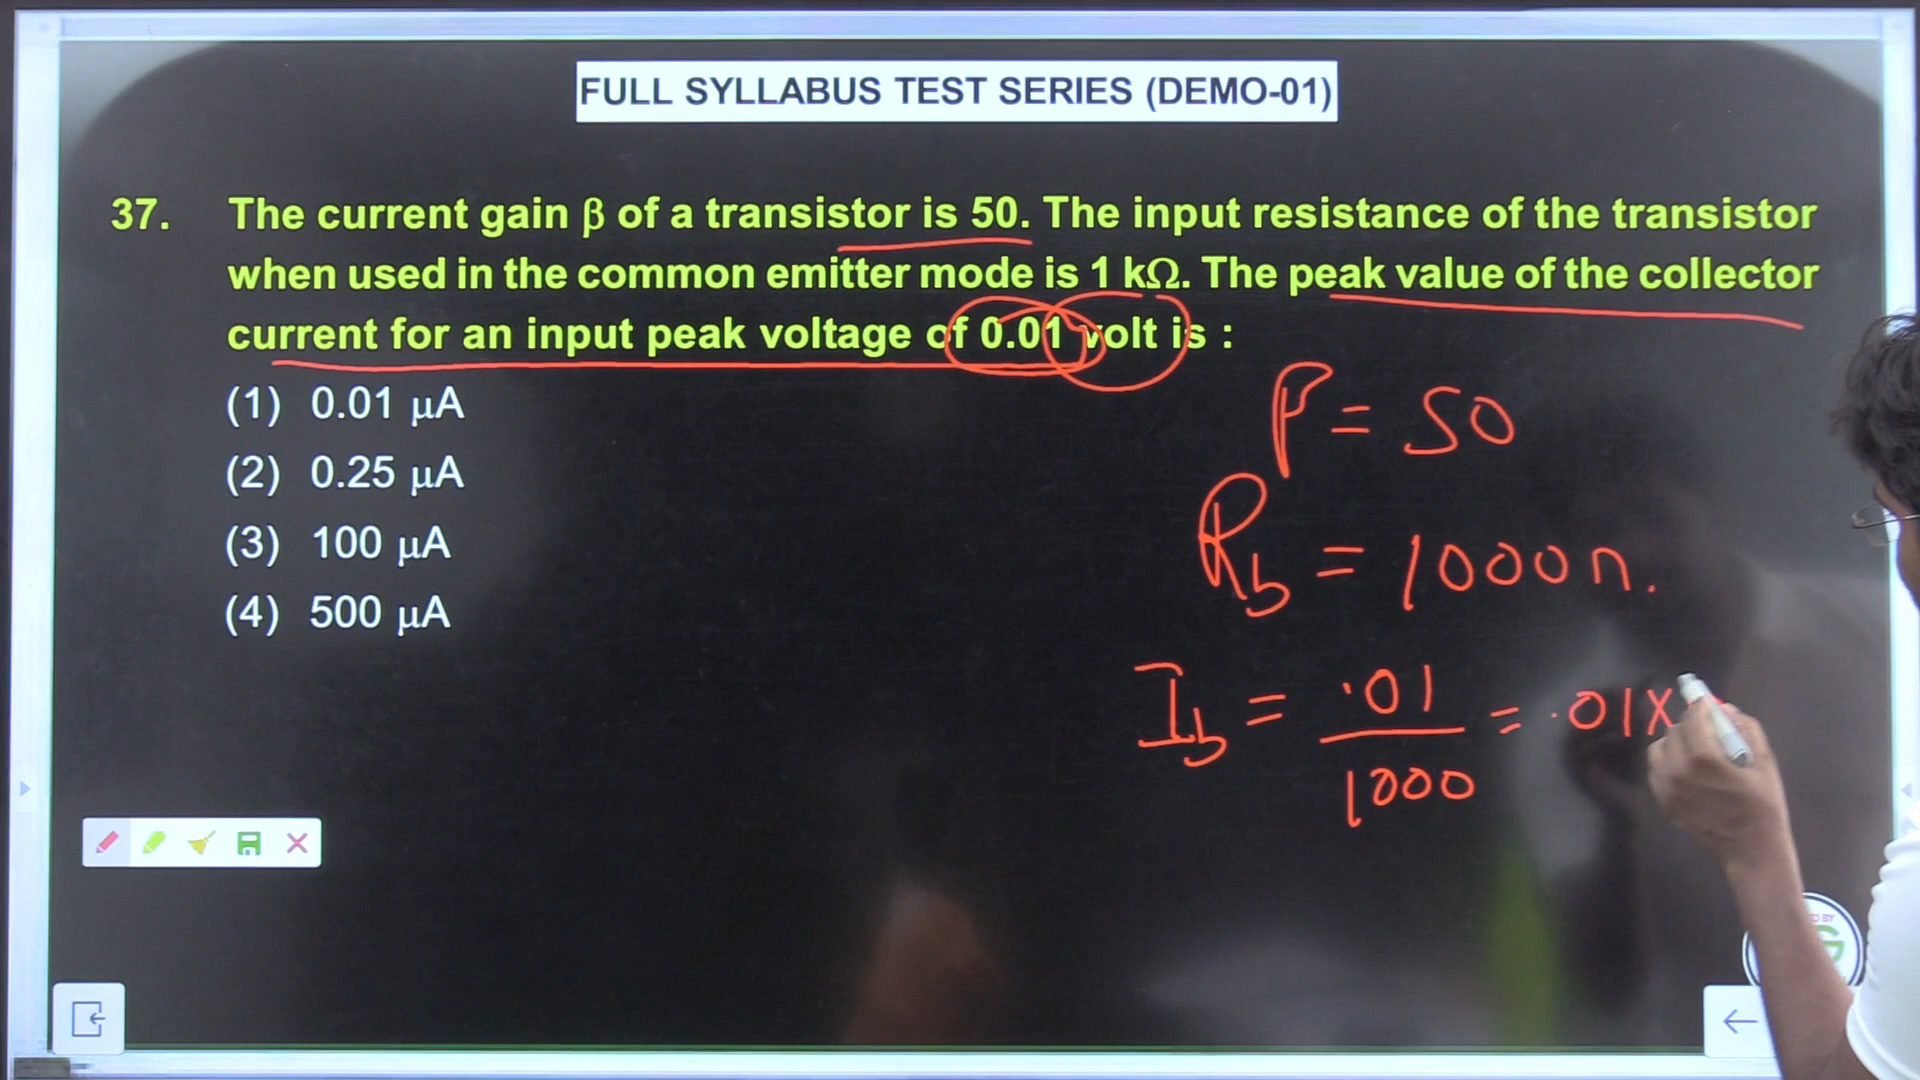 FULL SYLLABUS TEST SERIES (DEMO-01)
37. The current gain β of a transistor is 50. The input resistance of the transistor
when used in the common emitter mode is 1 kΩ. The peak value of the collector
current for an input peak voltage of 0.01 volt is :
(1) 0.01 μA
(2) 0.25 μA
(3) 100 μA
(4) 500 μA
β = 50
Rb = 1000 Ω.
Ib = .01 / 1000 = .01 x
D BY
G